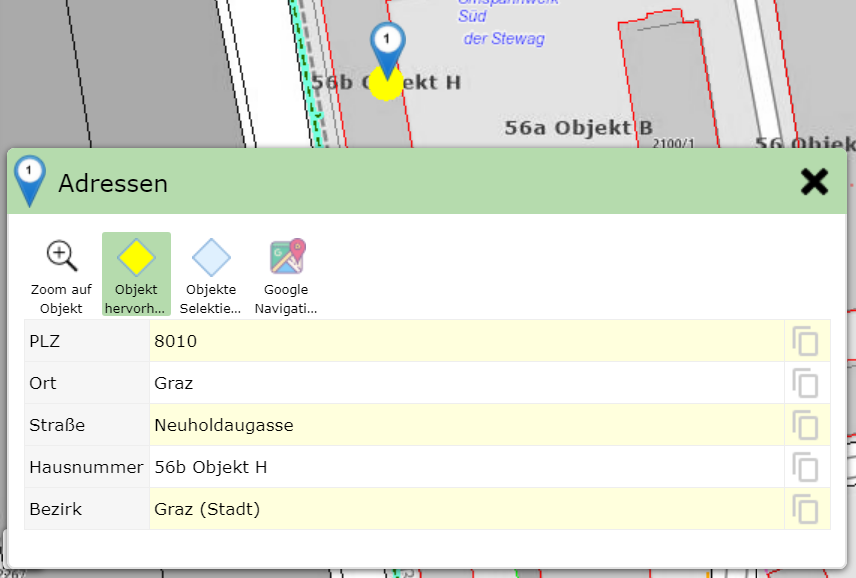 Umspannwerk
Süd
der Stewag
1
56b Objekt H
56a Objekt B
2100/1
56 Objek
1
Adressen
Zoom auf
Objekt
Objekt
hervorh...
Objekte
Selektie...
Google
Navigati...
PLZ
8010
Ort
Graz
Straße
Neuholdaugasse
Hausnummer
56b Objekt H
Bezirk
Graz (Stadt)